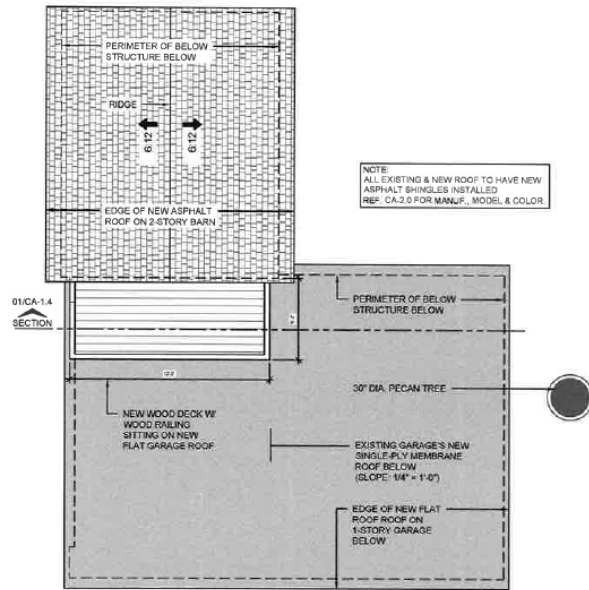 PERIMETER OF BELOW
STRUCTURE BELOW
RIDGE
6:12
6:12
NOTE:
ALL EXISTING & NEW ROOF TO HAVE NEW
ASPHALT SHINGLES INSTALLED
REF. CA-2.0 FOR MANUF., MODEL & COLOR
EDGE OF NEW ASPHALT
ROOF ON 2-STORY BARN
01/CA-1.4
SECTION
PERIMETER OF BELOW
STRUCTURE BELOW
30" DIA. PECAN TREE
NEW WOOD DECK W/
WOOD RAILING
SITTING ON NEW
FLAT GARAGE ROOF
EXISTING GARAGE'S NEW
SINGLE-PLY MEMBRANE
ROOF BELOW
(SLOPE: 1/4" = 1'-0")
EDGE OF NEW FLAT
ROOF ROOF ON
1-STORY GARAGE
BELOW